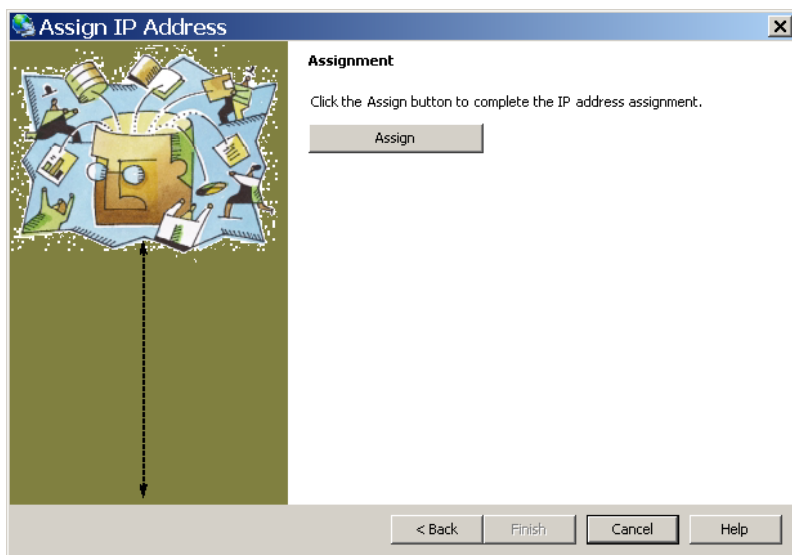 Assign IP Address
Assignment
Click the Assign button to complete the IP address assignment.
Assign
< Back
Finish
Cancel
Help